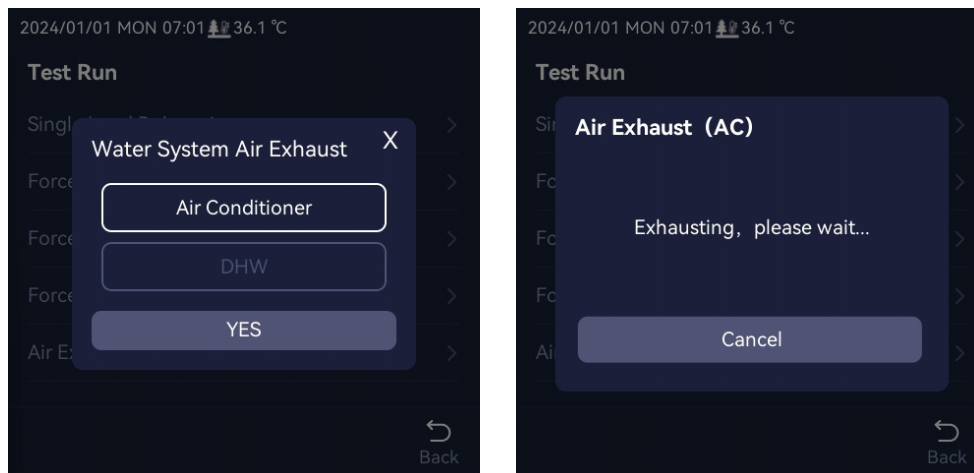 2024/01/01 MON 07:01 36.1 ℃
Test Run
Water System Air Exhaust X
Air Conditioner
DHW
YES
Back
2024/01/01 MON 07:01 36.1 ℃
Test Run
Air Exhaust（AC）
Exhausting，please wait...
Cancel
Back